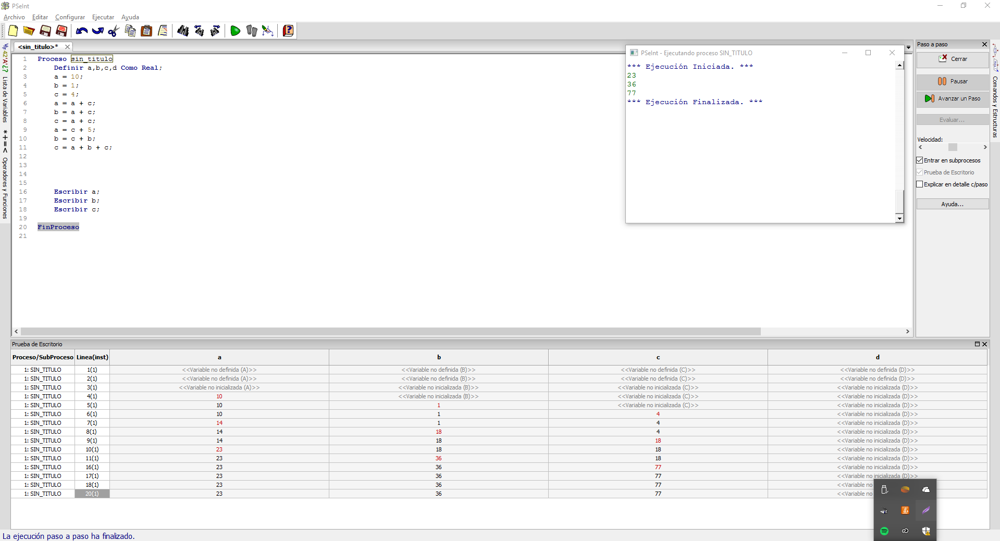 PSeInt
Archivo Editar Configurar Ejecutar Ayuda
<sin_titulo>*
Lista de Variables
Operadores y Funciones
1 Proceso sin_titulo
2 Definir a,b,c,d Como Real;
3 a = 10;
4 b = 1;
5 c = 4;
6 a = a + c;
7 b = a + c;
8 c = a + c;
9 a = c + 5;
10 b = c + b;
11 c = a + b + c;
12
13
14
15
16 Escribir a;
17 Escribir b;
18 Escribir c;
19
20 FinProceso
21
PSeInt - Ejecutando proceso SIN_TITULO
*** Ejecución Iniciada. ***
23
36
77
*** Ejecución Finalizada. ***
Paso a paso
Cerrar
Pausar
Avanzar un Paso
Evaluar...
Velocidad:
Entrar en subprocesos
Prueba de Escritorio
Explicar en detalle c/paso
Ayuda...
Comandos y Estructuras
Prueba de Escritorio
Proceso/SubProceso Linea(inst) a b c d
1: SIN_TITULO 1(1) <<Variable no definida (A)>> <<Variable no definida (B)>> <<Variable no definida (C)>> <<Variable no definida (D)>>
1: SIN_TITULO 2(1) <<Variable no definida (A)>> <<Variable no definida (B)>> <<Variable no definida (C)>> <<Variable no definida (D)>>
1: SIN_TITULO 3(1) <<Variable no inicializada (A)>> <<Variable no inicializada (B)>> <<Variable no inicializada (C)>> <<Variable no inicializada (D)>>
1: SIN_TITULO 4(1) 10 <<Variable no inicializada (B)>> <<Variable no inicializada (C)>> <<Variable no inicializada (D)>>
1: SIN_TITULO 5(1) 10 1 <<Variable no inicializada (C)>> <<Variable no inicializada (D)>>
1: SIN_TITULO 6(1) 10 1 4 <<Variable no inicializada (D)>>
1: SIN_TITULO 7(1) 14 1 4 <<Variable no inicializada (D)>>
1: SIN_TITULO 8(1) 14 18 4 <<Variable no inicializada (D)>>
1: SIN_TITULO 9(1) 14 18 18 <<Variable no inicializada (D)>>
1: SIN_TITULO 10(1) 23 18 18 <<Variable no inicializada (D)>>
1: SIN_TITULO 11(1) 23 36 18 <<Variable no inicializada (D)>>
1: SIN_TITULO 16(1) 23 36 77 <<Variable no inicializada (D)>>
1: SIN_TITULO 17(1) 23 36 77 <<Variable no inicializada (D)>>
1: SIN_TITULO 18(1) 23 36 77 <<Variable no
1: SIN_TITULO 20(1) 23 36 77 <<Variable no
La ejecución paso a paso ha finalizado.